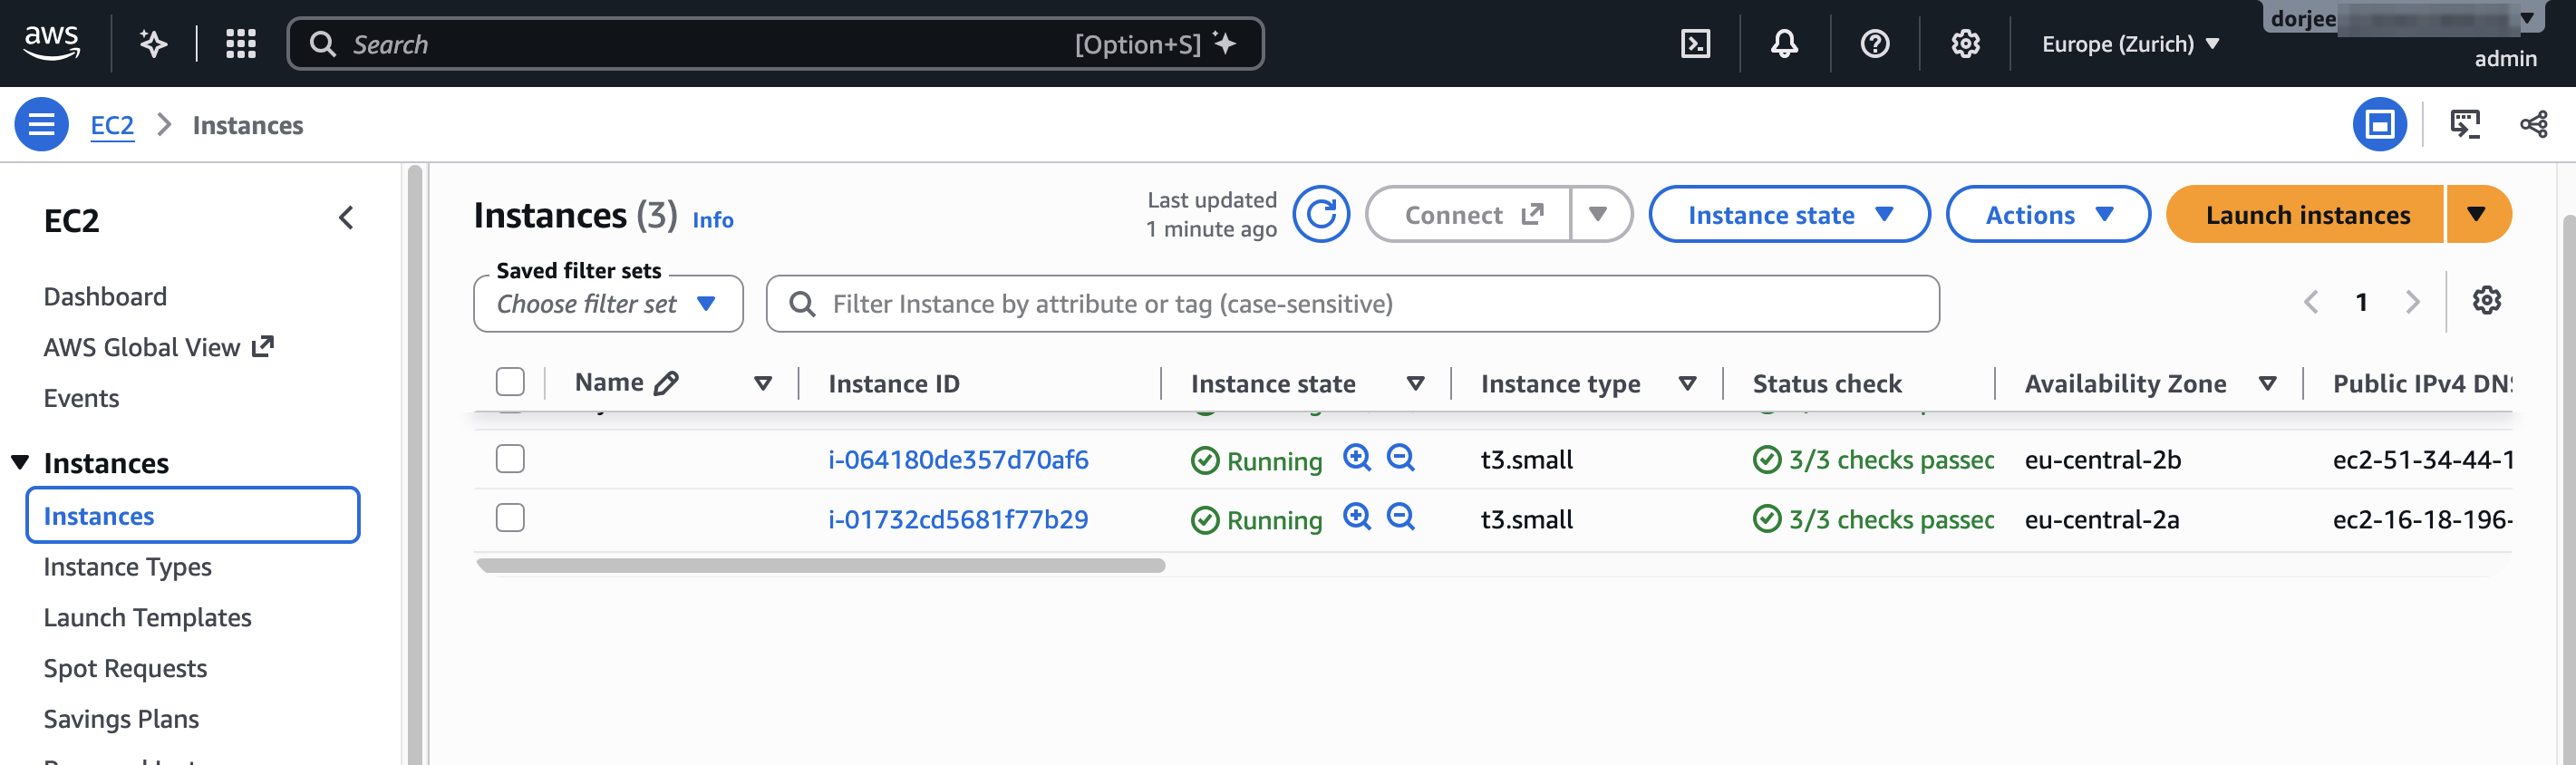 aws
Search [Option+S]
Europe (Zurich)
dorjee
admin
EC2 Instances
EC2
Dashboard
AWS Global View
Events
Instances
Instances
Instance Types
Launch Templates
Spot Requests
Savings Plans
Instances (3) Info
Last updated
1 minute ago
Connect
Instance state
Actions
Launch instances
Saved filter sets
Choose filter set
Filter Instance by attribute or tag (case-sensitive)
1
Name Instance ID Instance state Instance type Status check Availability Zone Public IPv4 DNS
i-064180de357d70af6 Running t3.small 3/3 checks passed eu-central-2b ec2-51-34-44-1
i-01732cd5681f77b29 Running t3.small 3/3 checks passed eu-central-2a ec2-16-18-196-